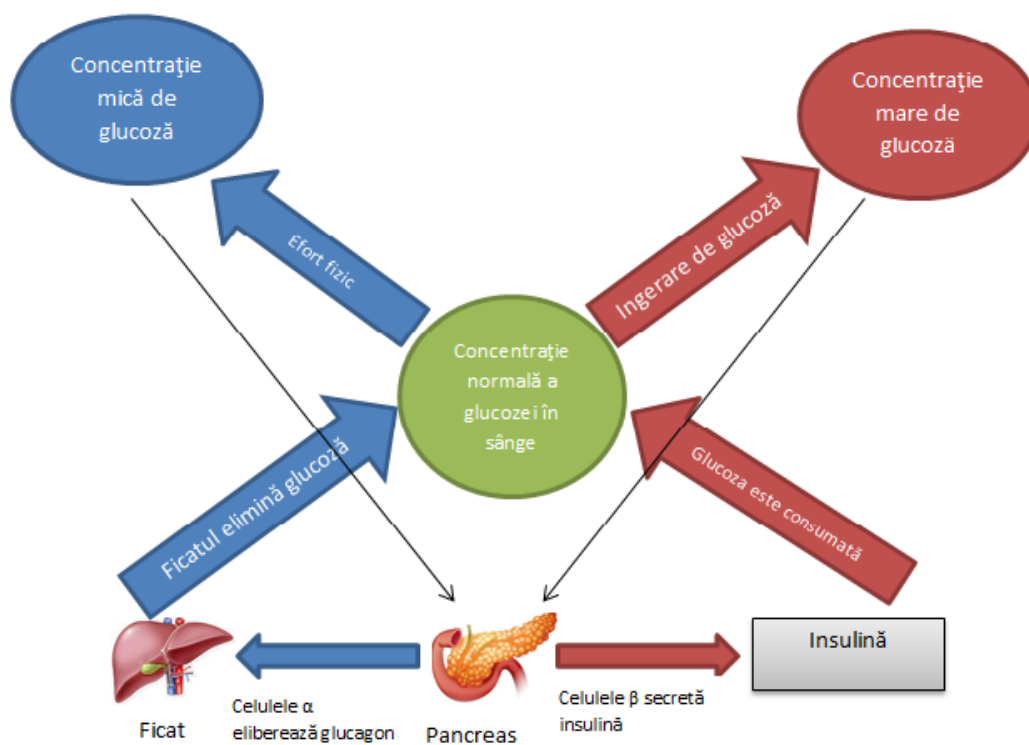 Concentraţie
mică de
glucoză
Concentraţie
mare de
glucoză
Efort fizic
Ingerare de glucoză
Concentraţie
normală a
glucozei în
sânge
Ficatul elimină glucoză
Glucoza este consumată
Insulină
Celulele α
eliberează glucagon
Celulele β secretă
insulină
Ficat
Pancreas